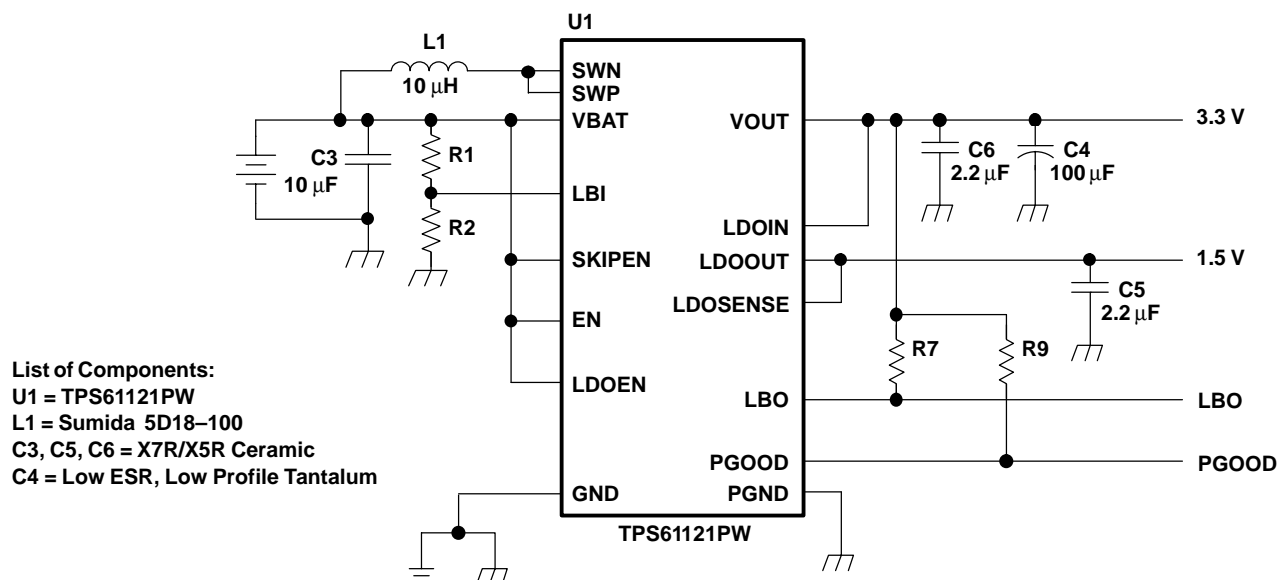 U1
L1
10 μH
SWN
SWP
VBAT
VOUT
3.3 V
C3
10 μF
R1
C6
2.2 μF
C4
100 μF
LBI
R2
LDOIN
SKIPEN
LDOOUT
1.5 V
LDOSENSE
C5
2.2 μF
EN
R7
R9
List of Components:
U1 = TPS61121PW
L1 = Sumida 5D18–100
C3, C5, C6 = X7R/X5R Ceramic
C4 = Low ESR, Low Profile Tantalum
LDOEN
LBO
LBO
PGOOD
PGOOD
GND
PGND
TPS61121PW